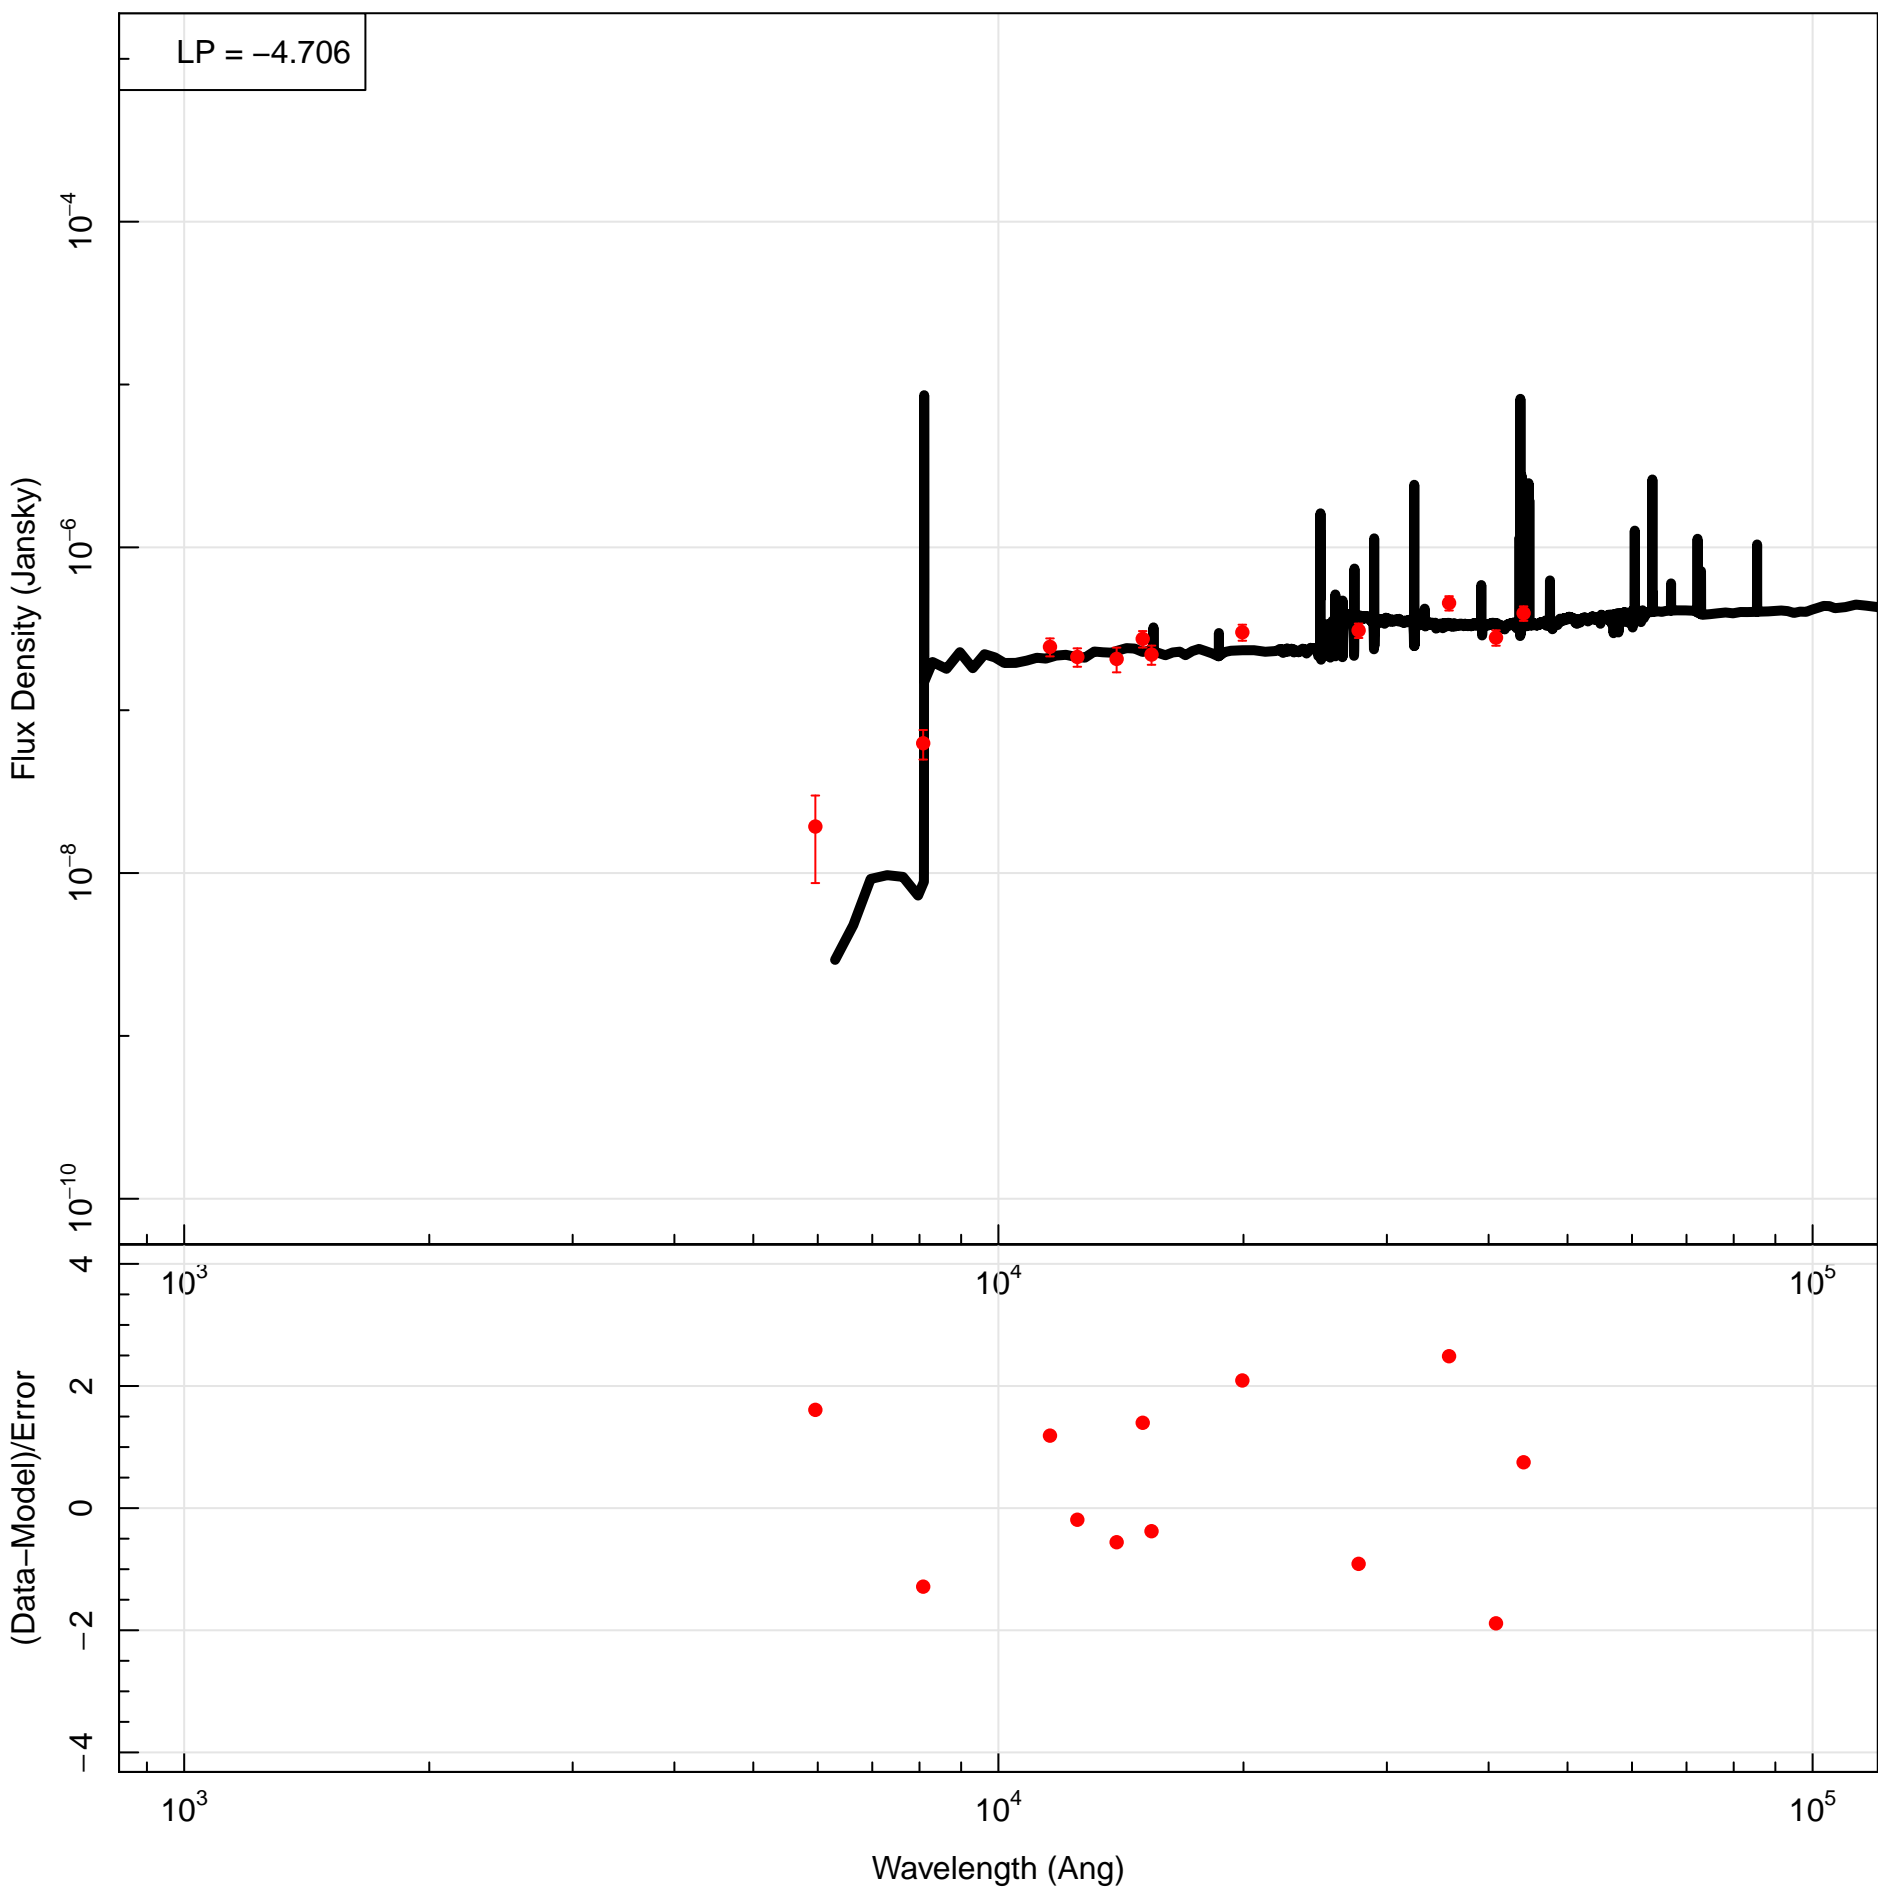 LP = −4.706
Flux Density (Jansky)
10⁻⁴
10⁻⁶
10⁻⁸
10⁻¹⁰
10³ 10⁴ 10⁵
(Data−Model)/Error
4
2
0
−2
−4
10³ 10⁴ 10⁵
Wavelength (Ang)